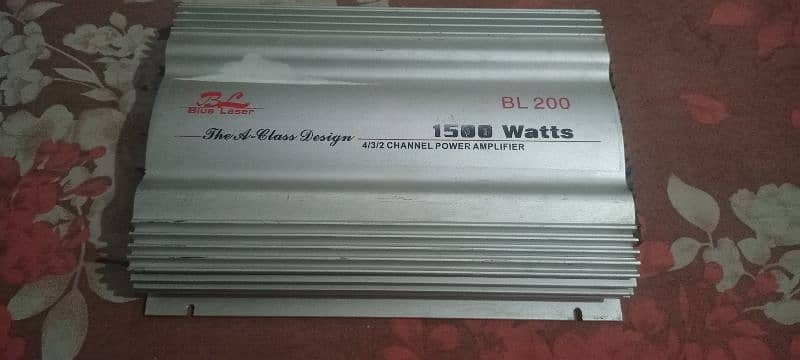 BL
Blue Laser
BL 200
The A-Class Design
1500 Watts
4/3/2 CHANNEL POWER AMPLIFIER